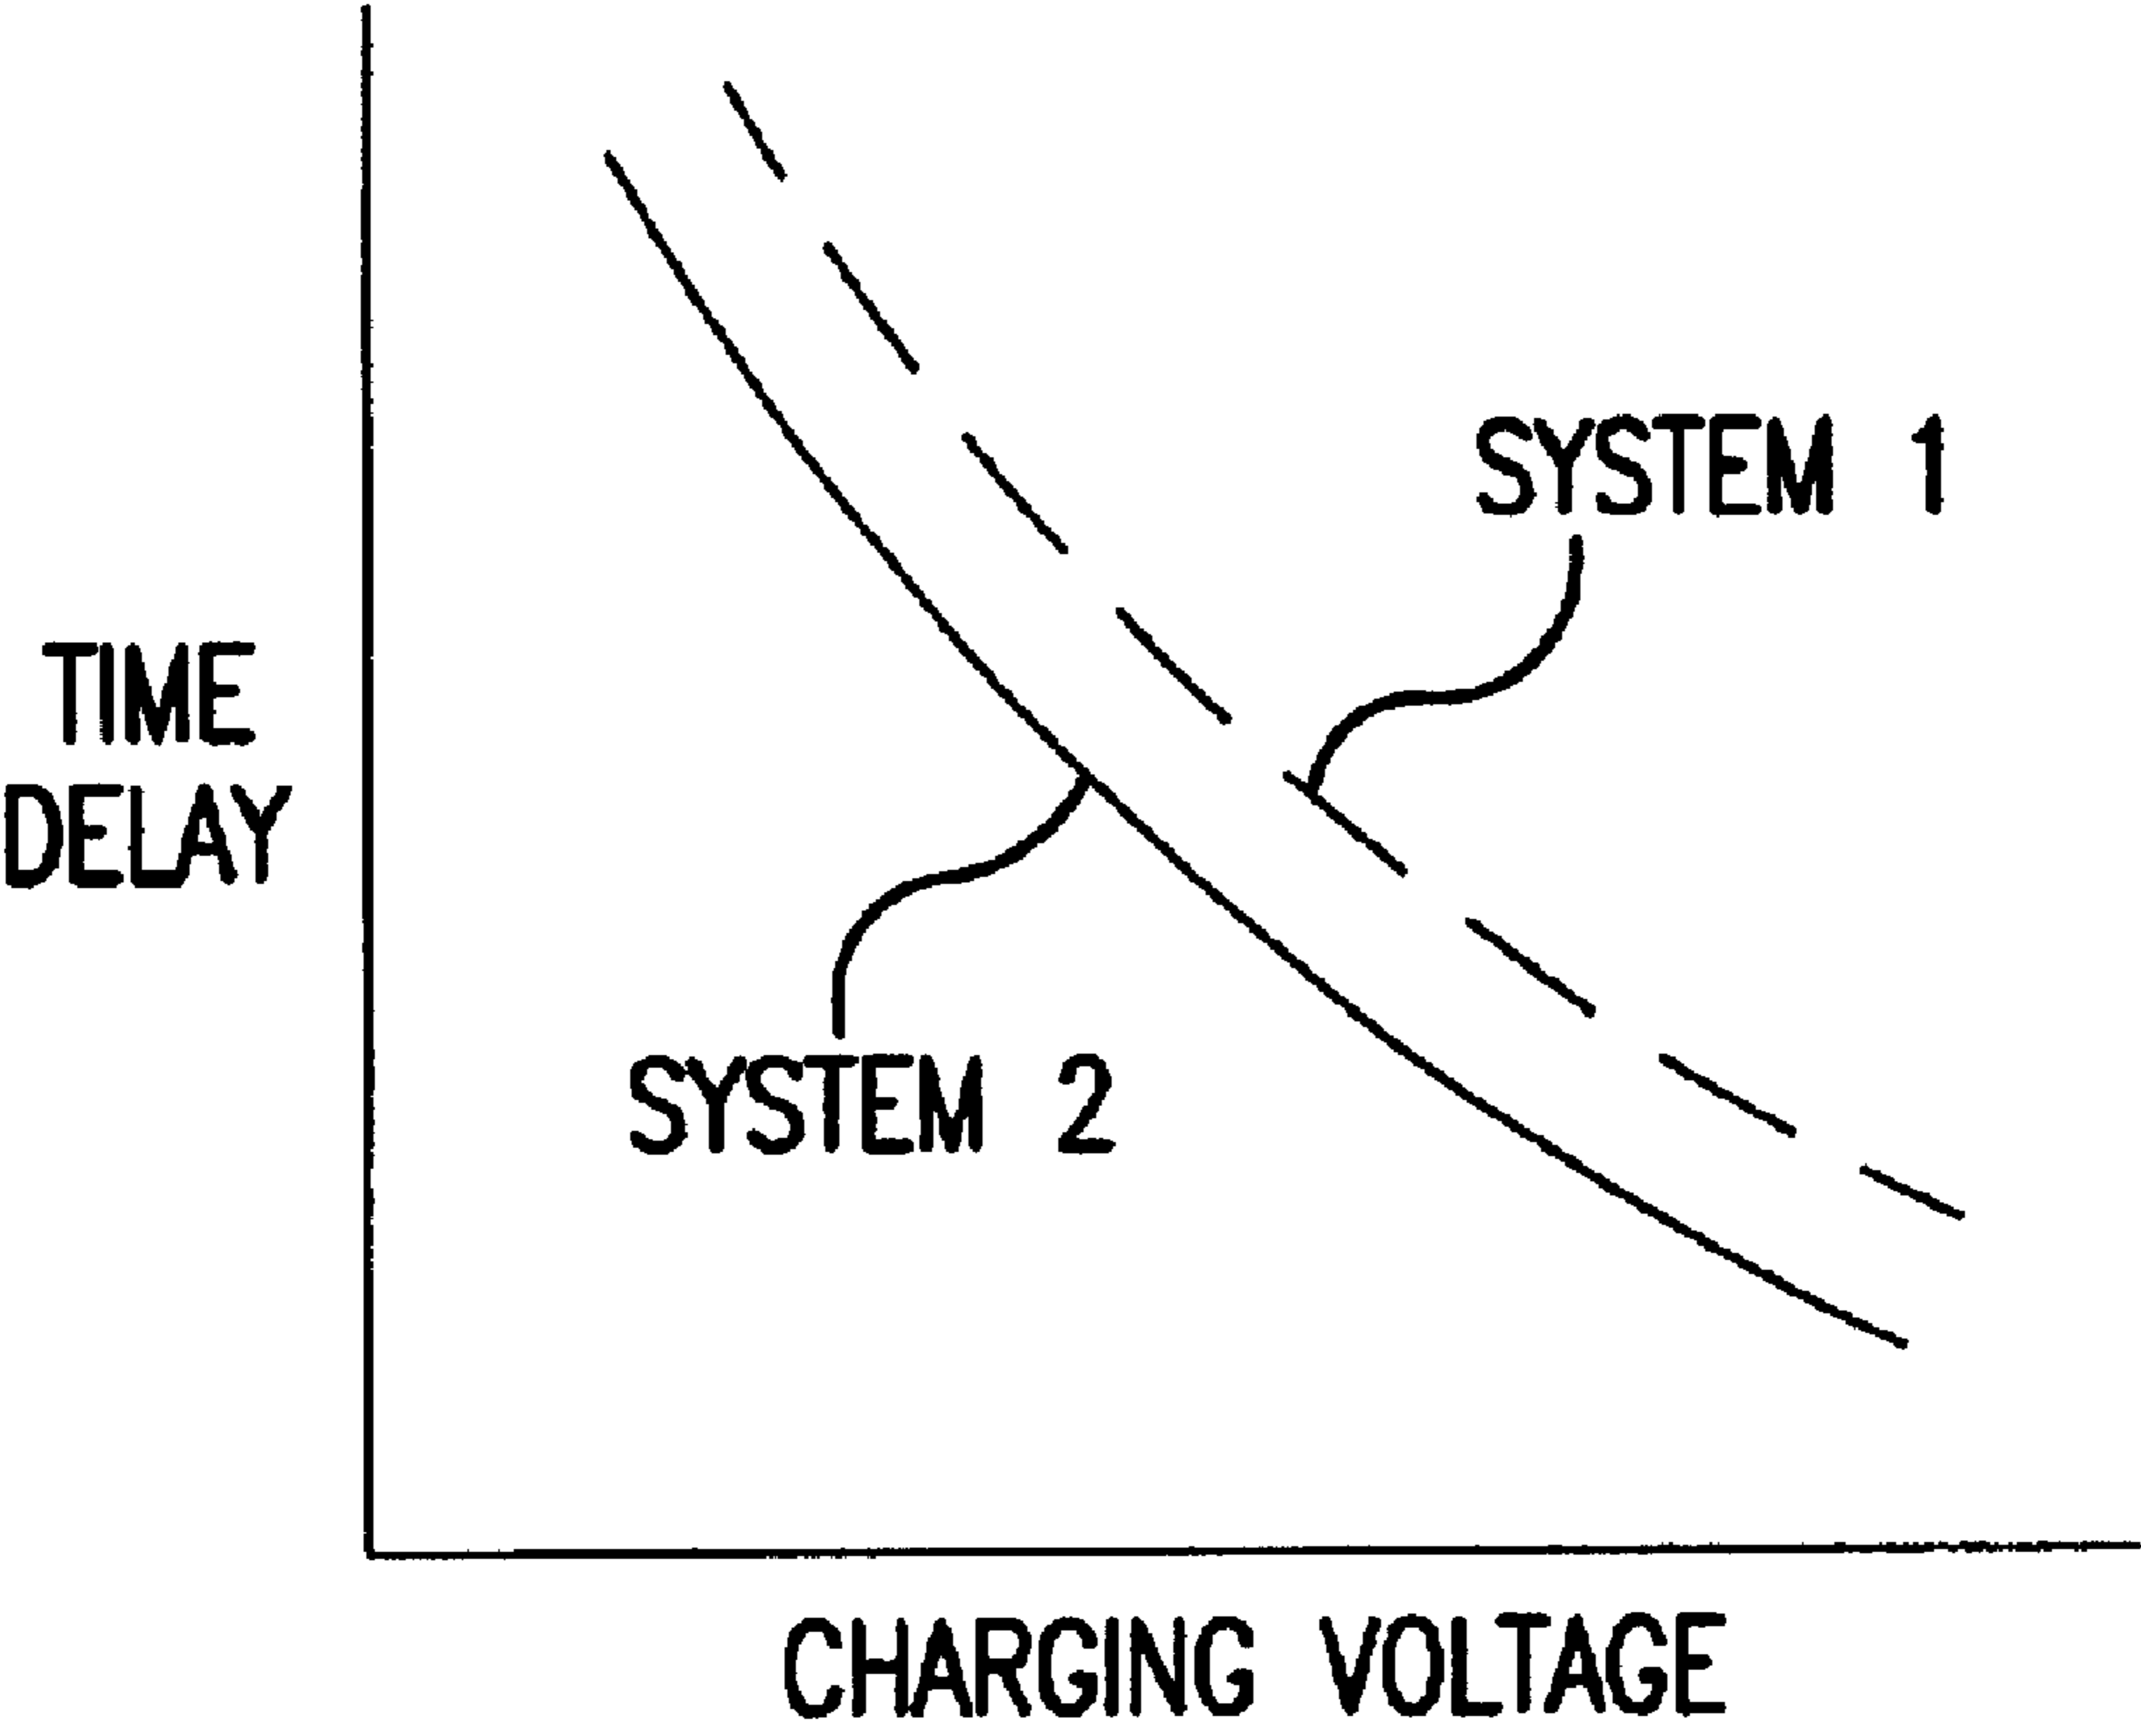 SYSTEM 1
TIME
DELAY
SYSTEM 2
CHARGING VOLTAGE